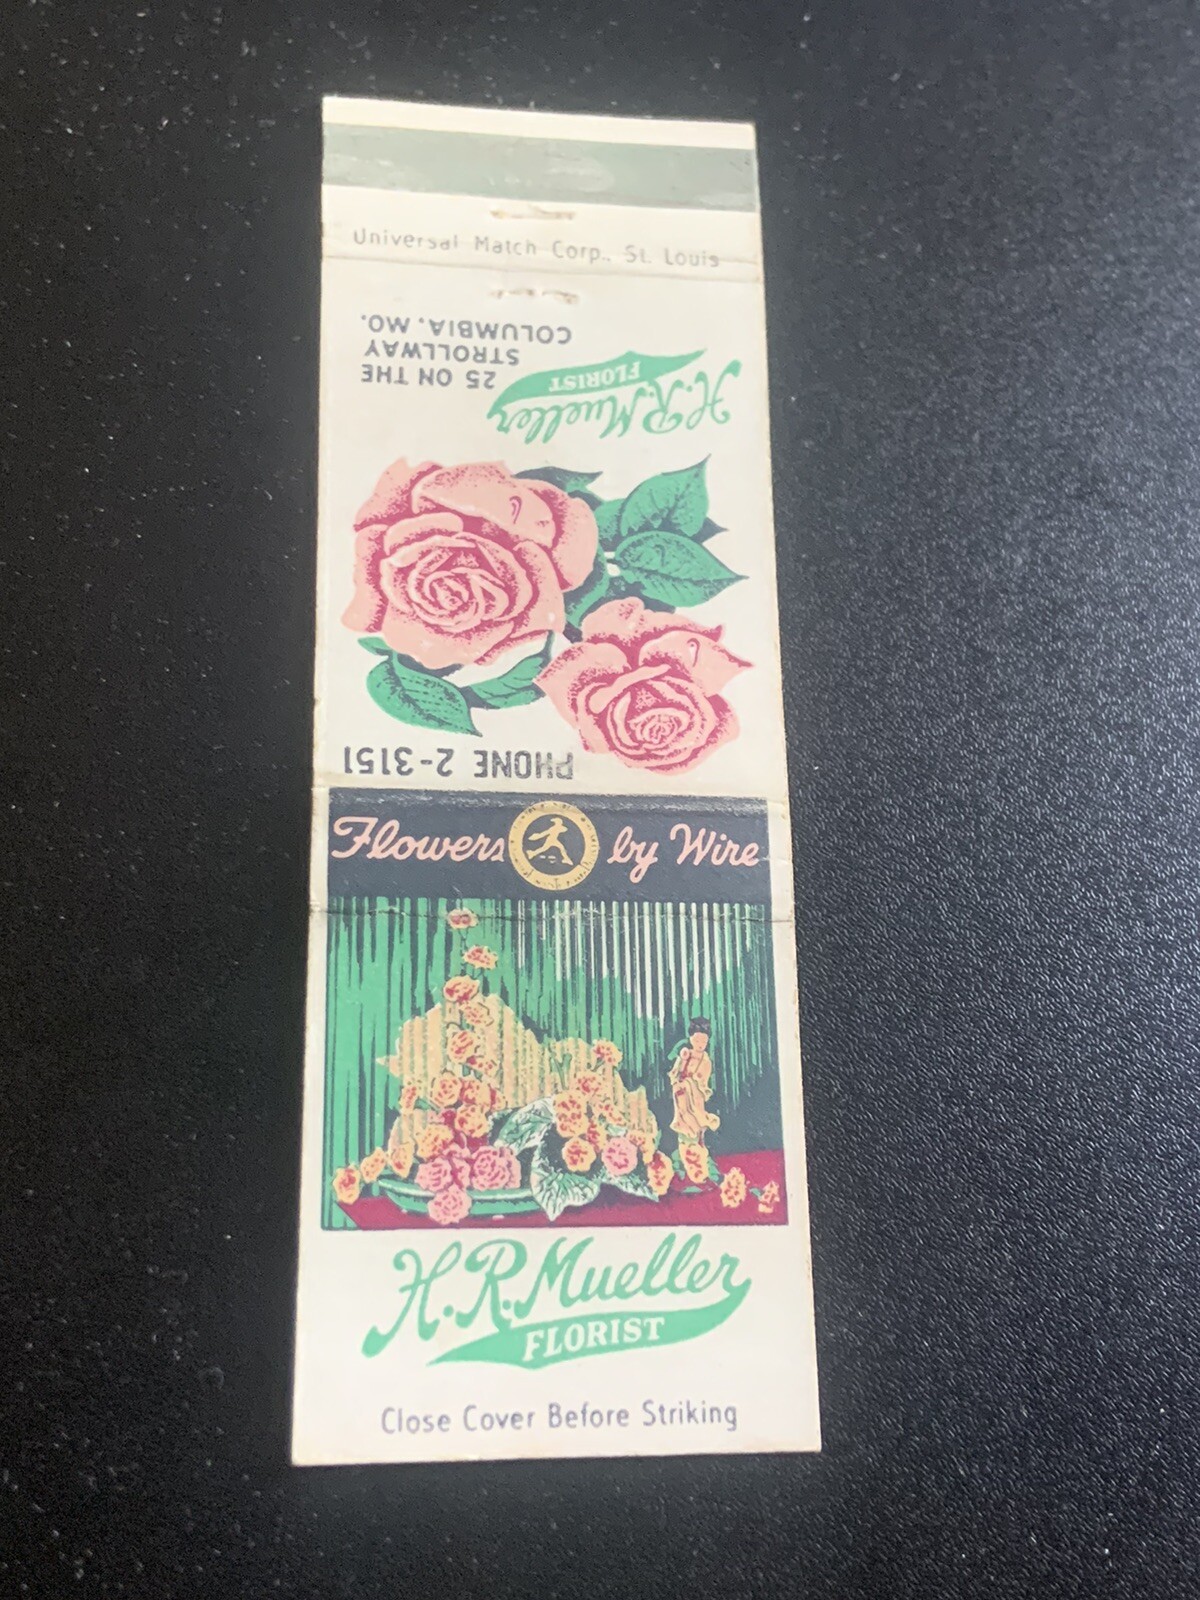 Universal Match Corp., St. Louis
H.R. Mueller
FLORIST
25 ON THE
STROLLWAY
COLUMBIA, MO.
PHONE 2-3151
Flowers by Wire
H.R. Mueller
FLORIST
Close Cover Before Striking